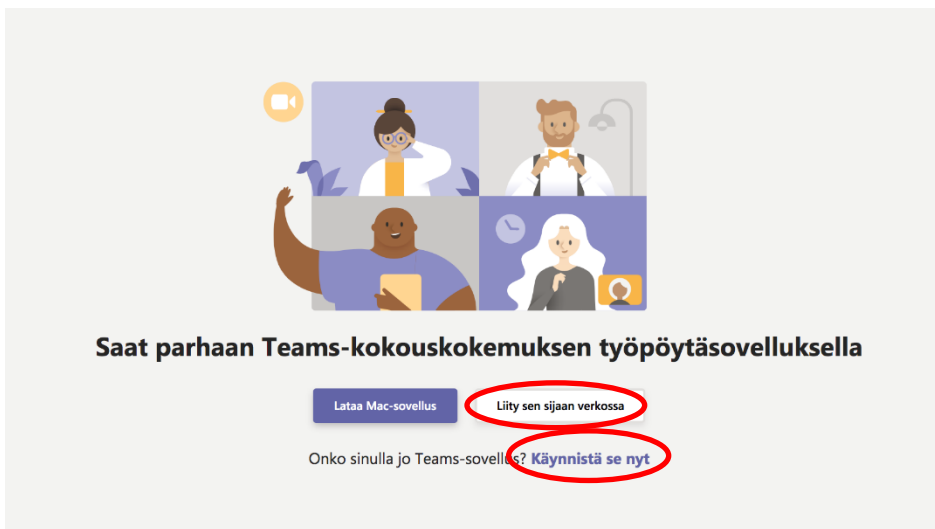 Saat parhaan Teams-kokouskokemuksen työpöytäsovelluksella
Lataa Mac-sovellus
Liity sen sijaan verkossa
Onko sinulla jo Teams-sovellus? Käynnistä se nyt